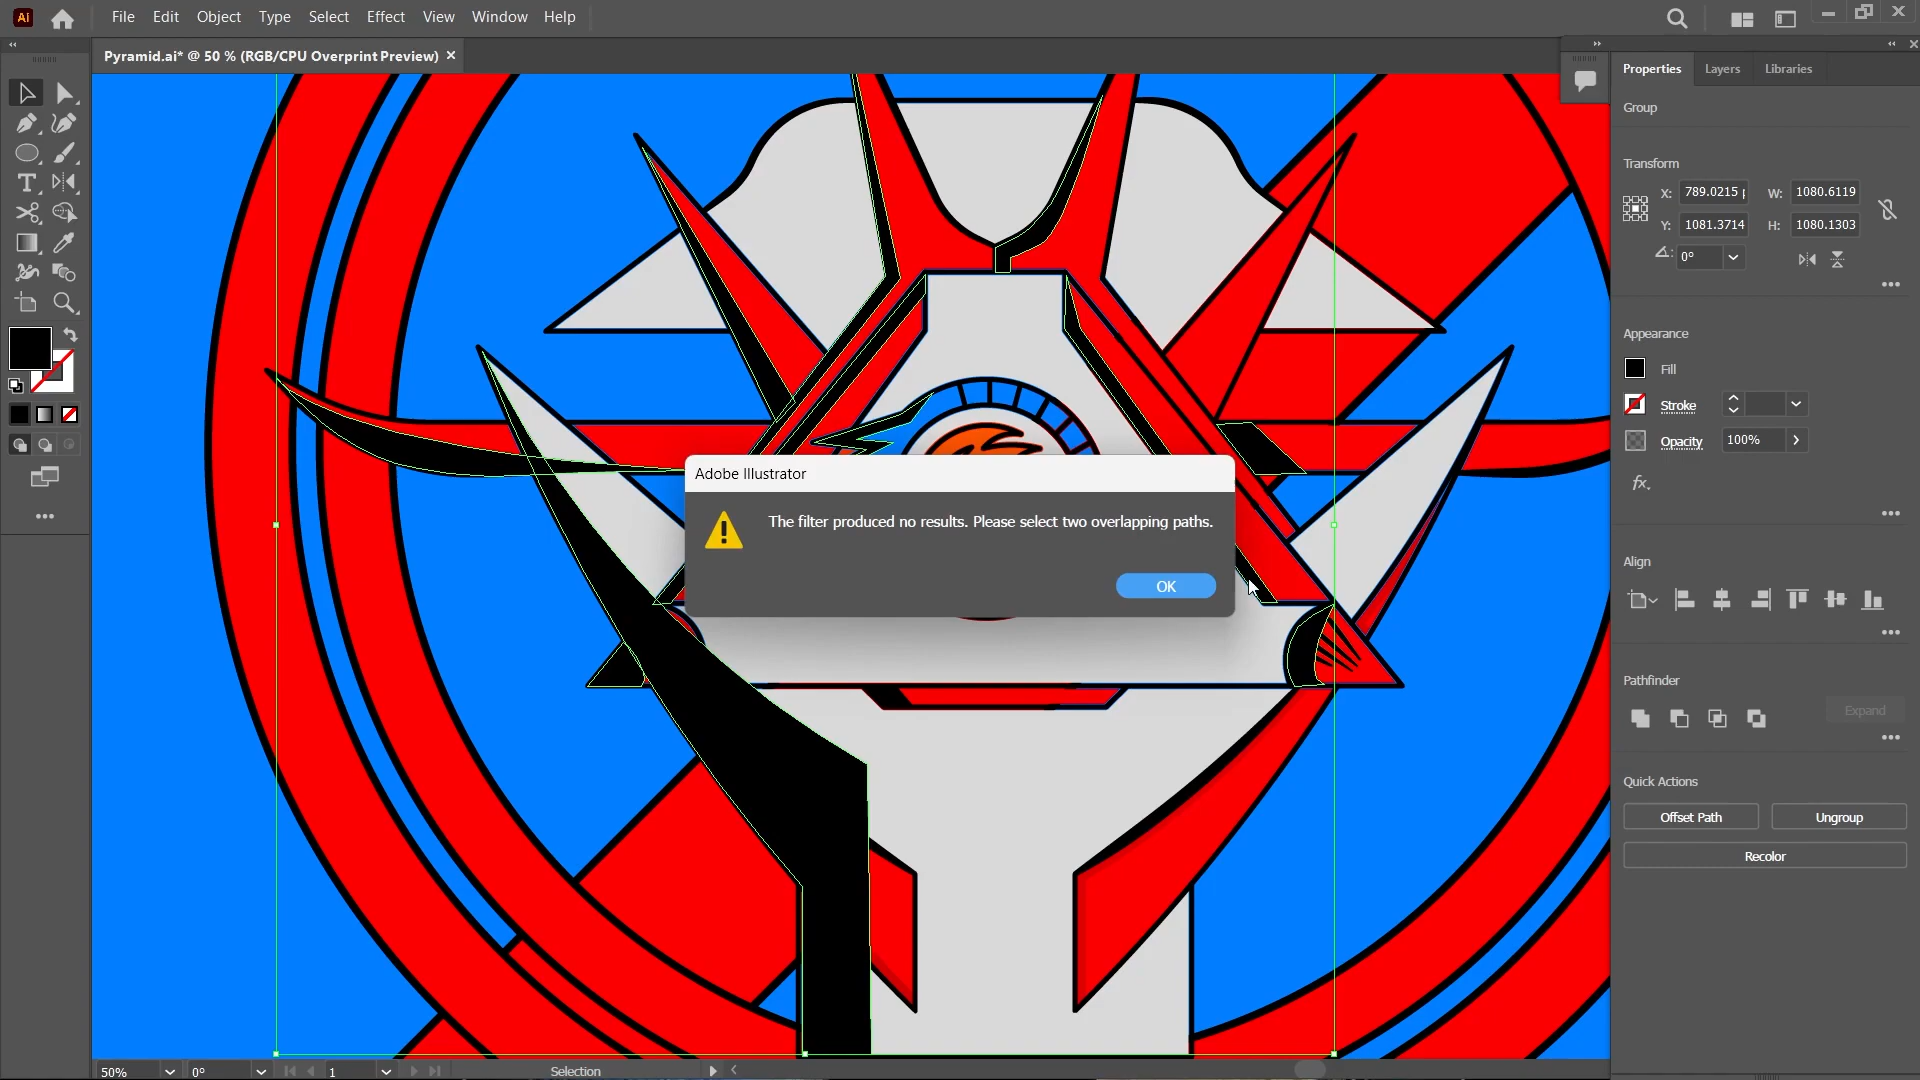 Ai File Edit Object Type Select Effect View Window Help
Pyramid.ai* @ 50 % (RGB/CPU Overprint Preview)
Properties Layers Libraries
Group
Transform
X: 789.0215 W: 1080.6119
Y: 1081.3714 H: 1080.1303
0°
Appearance
Fill
Stroke
Opacity 100%
fx.
Adobe Illustrator
The filter produced no results. Please select two overlapping paths.
OK
Align
Pathfinder
Expand
Quick Actions
Offset Path Ungroup
Recolor
50% 0° 1 Selection